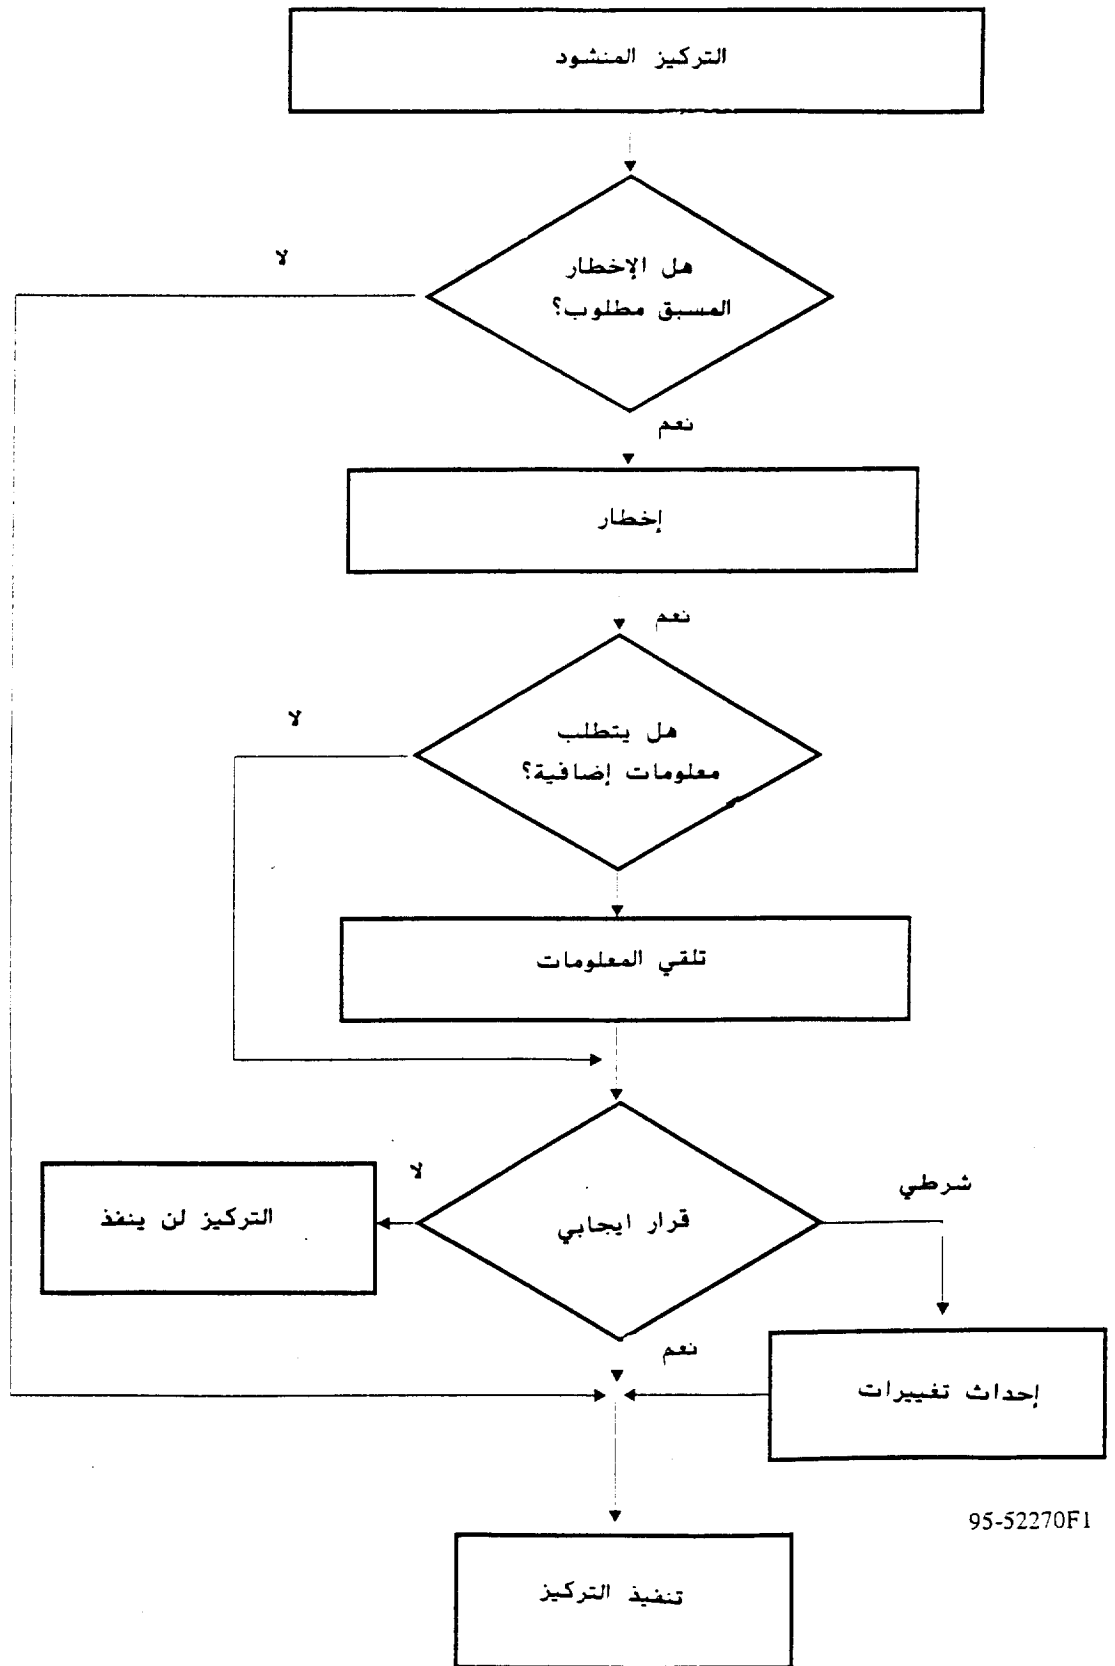 التركيز المنشود
هل الإخطار
المسبق مطلوب؟
لا
نعم
إخطار
نعم
هل يتطلب
معلومات إضافية؟
لا
تلقي المعلومات
قرار ايجابي
شرطي
لا
التركيز لن ينفذ
نعم
إحداث تغييرات
95-52270F1
تنفيذ التركيز